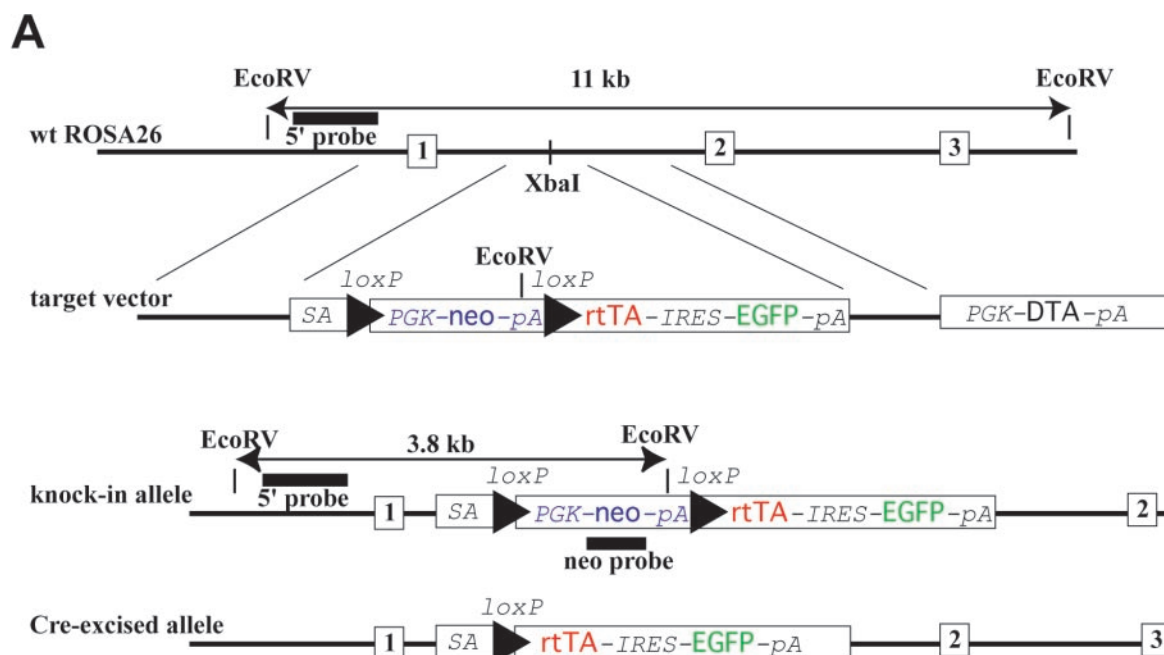 A
EcoRV 11 kb EcoRV
wt ROSA26 5' probe 1 2 3
XbaI
EcoRV
loxP loxP
target vector SA PGK-neo-pA rtTA-IRES-EGFP-pA PGK-DTA-pA
EcoRV 3.8 kb EcoRV
loxP loxP
knock-in allele 5' probe 1 SA PGK-neo-pA rtTA-IRES-EGFP-pA 2
neo probe
loxP
Cre-excised allele 1 SA rtTA-IRES-EGFP-pA 2 3